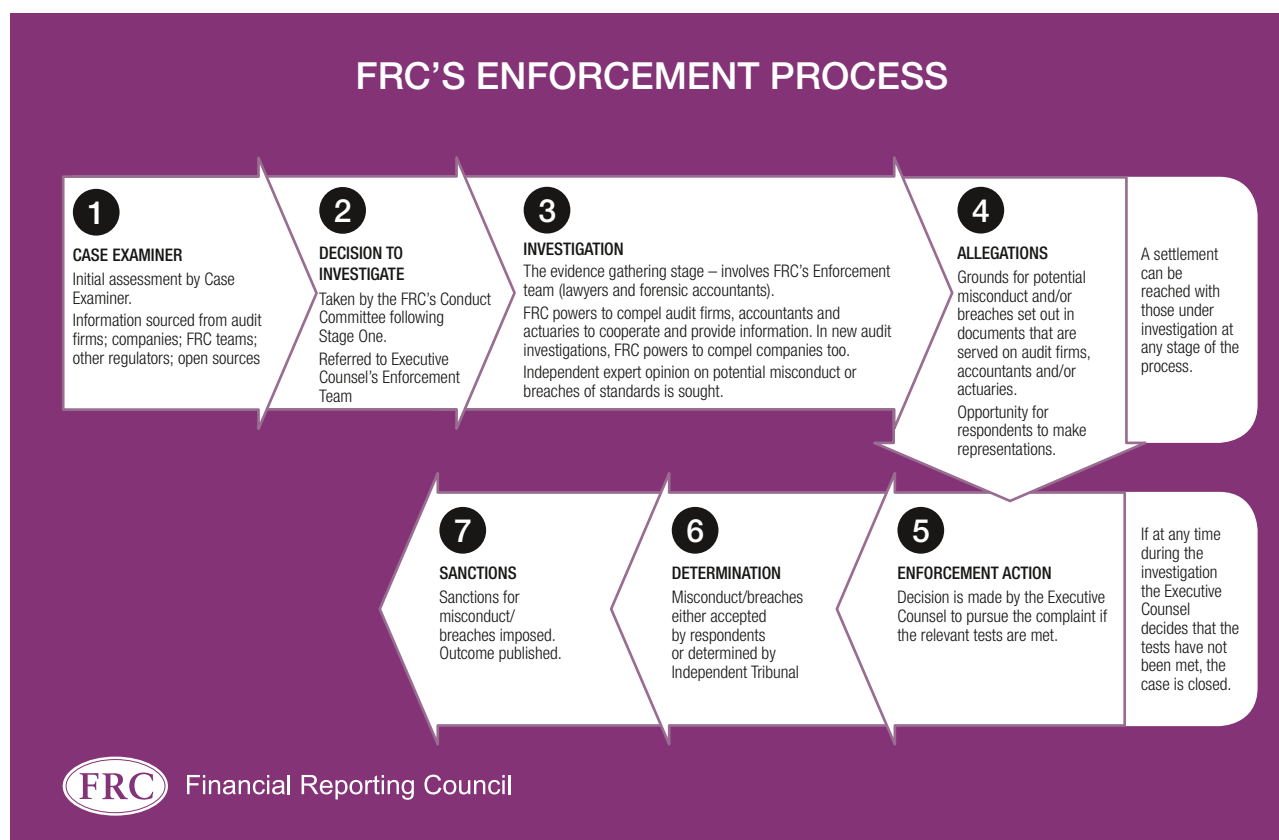 FRC'S ENFORCEMENT PROCESS
1
CASE EXAMINER
Initial assessment by Case
Examiner.
Information sourced from audit
firms; companies; FRC teams;
other regulators; open sources
2
DECISION TO
INVESTIGATE
Taken by the FRC's Conduct
Committee following
Stage One.
Referred to Executive
Counsel's Enforcement
Team
3
INVESTIGATION
The evidence gathering stage – involves FRC's Enforcement
team (lawyers and forensic accountants).
FRC powers to compel audit firms, accountants and
actuaries to cooperate and provide information. In new audit
investigations, FRC powers to compel companies too.
Independent expert opinion on potential misconduct or
breaches of standards is sought.
4
ALLEGATIONS
Grounds for potential
misconduct and/or
breaches set out in
documents that are
served on audit firms,
accountants and/or
actuaries.
Opportunity for
respondents to make
representations.
A settlement
can be
reached with
those under
investigation at
any stage of the
process.
5
ENFORCEMENT ACTION
Decision is made by the Executive
Counsel to pursue the complaint if
the relevant tests are met.
If at any time
during the
investigation
the Executive
Counsel
decides that the
tests have not
been met, the
case is closed.
6
DETERMINATION
Misconduct/breaches
either accepted
by respondents
or determined by
Independent Tribunal
7
SANCTIONS
Sanctions for
misconduct/
breaches imposed.
Outcome published.
FRC Financial Reporting Council